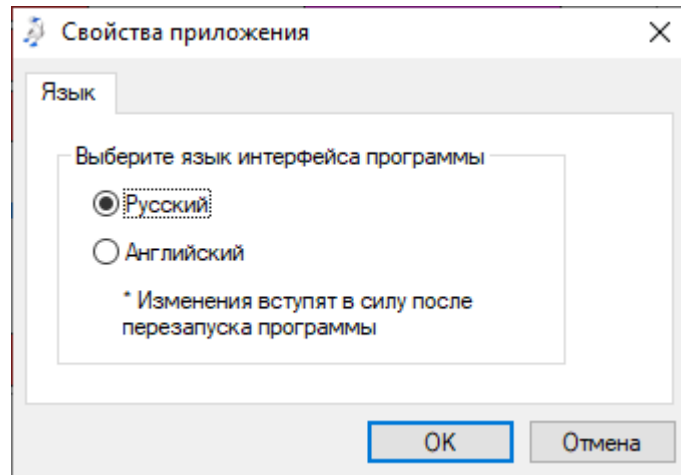 Свойства приложения
Язык
Выберите язык интерфейса программы
Русский
Английский
* Изменения вступят в силу после
перезапуска программы
OK
Отмена